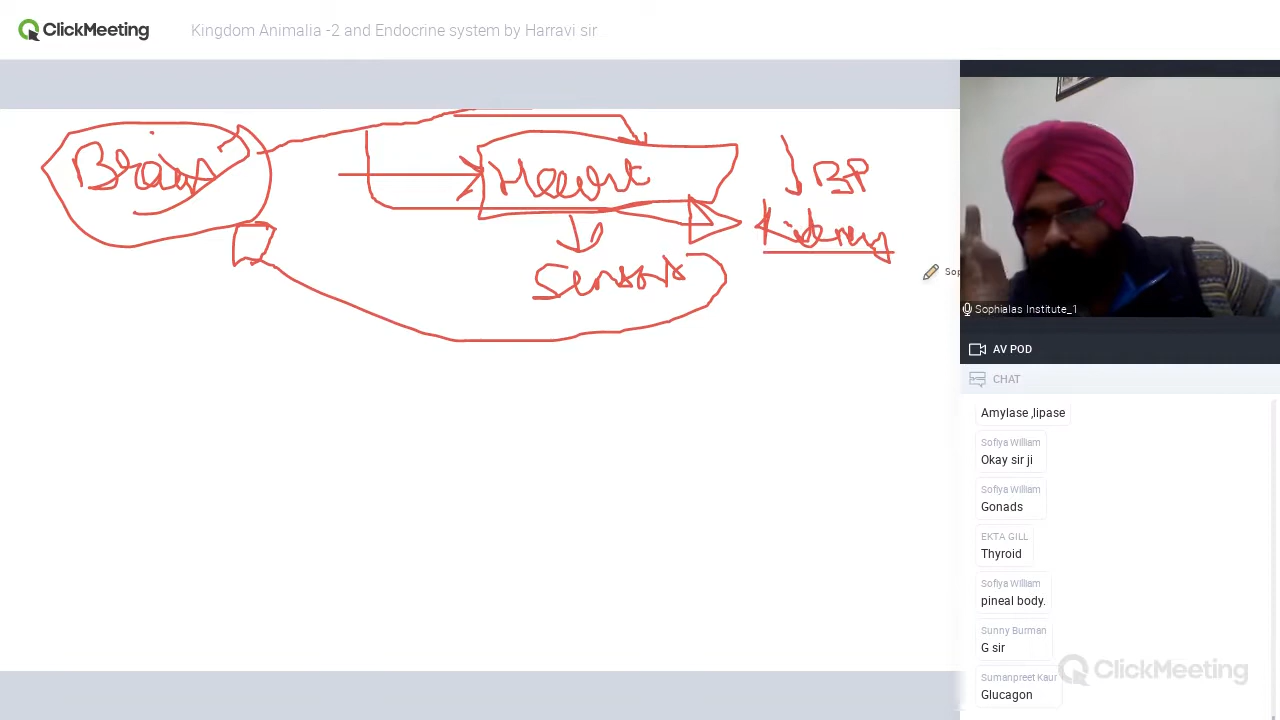 ClickMeeting
Kingdom Animalia -2 and Endocrine system by Harravi sir
Brain
Heart
BP
Kidney
Sensors
Sop
Sophialas Institute_1
AV POD
CHAT
Amylase ,lipase
Sofiya William
Okay sir ji
Sofiya William
Gonads
EKTA GILL
Thyroid
Sofiya William
pineal body.
Sunny Burman
G sir
Sumanpreet Kaur
Glucagon
ClickMeeting